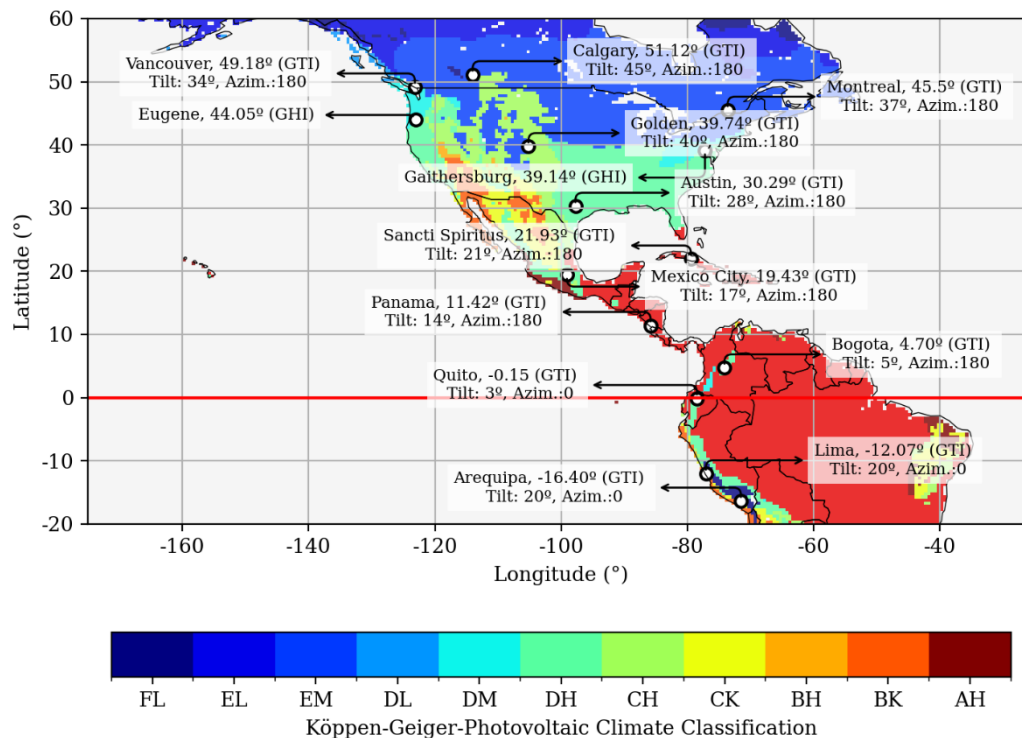 60
50
40
30
20
10
0
-10
-20
Latitude (°)
Vancouver, 49.18º (GTI)
Tilt: 34º, Azim.:180
Calgary, 51.12º (GTI)
Tilt: 45º, Azim.:180
Montreal, 45.5º (GTI)
Tilt: 37º, Azim.:180
Eugene, 44.05º (GHI)
Golden, 39.74º (GTI)
Tilt: 40º, Azim.:180
Gaithersburg, 39.14º (GHI)
Austin, 30.29º (GTI)
Tilt: 28º, Azim.:180
Sancti Spiritus, 21.93º (GTI)
Tilt: 21º, Azim.:180
Mexico City, 19.43º (GTI)
Tilt: 17º, Azim.:180
Panama, 11.42º (GTI)
Tilt: 14º, Azim.:180
Bogota, 4.70º (GTI)
Tilt: 5º, Azim.:180
Quito, -0.15 (GTI)
Tilt: 3º, Azim.:0
Lima, -12.07º (GTI)
Tilt: 20º, Azim.:0
Arequipa, -16.40º (GTI)
Tilt: 20º, Azim.:0
-160 -140 -120 -100 -80 -60 -40
Longitude (°)
FL EL EM DL DM DH CH CK BH BK AH
Köppen-Geiger-Photovoltaic Climate Classification